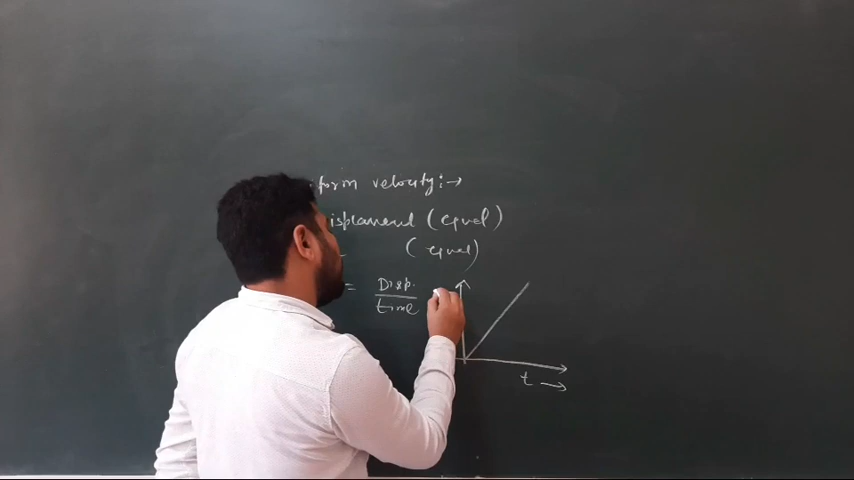 form velocity:→
isplacement (equal)
(equal)
= Disp.
time
t →